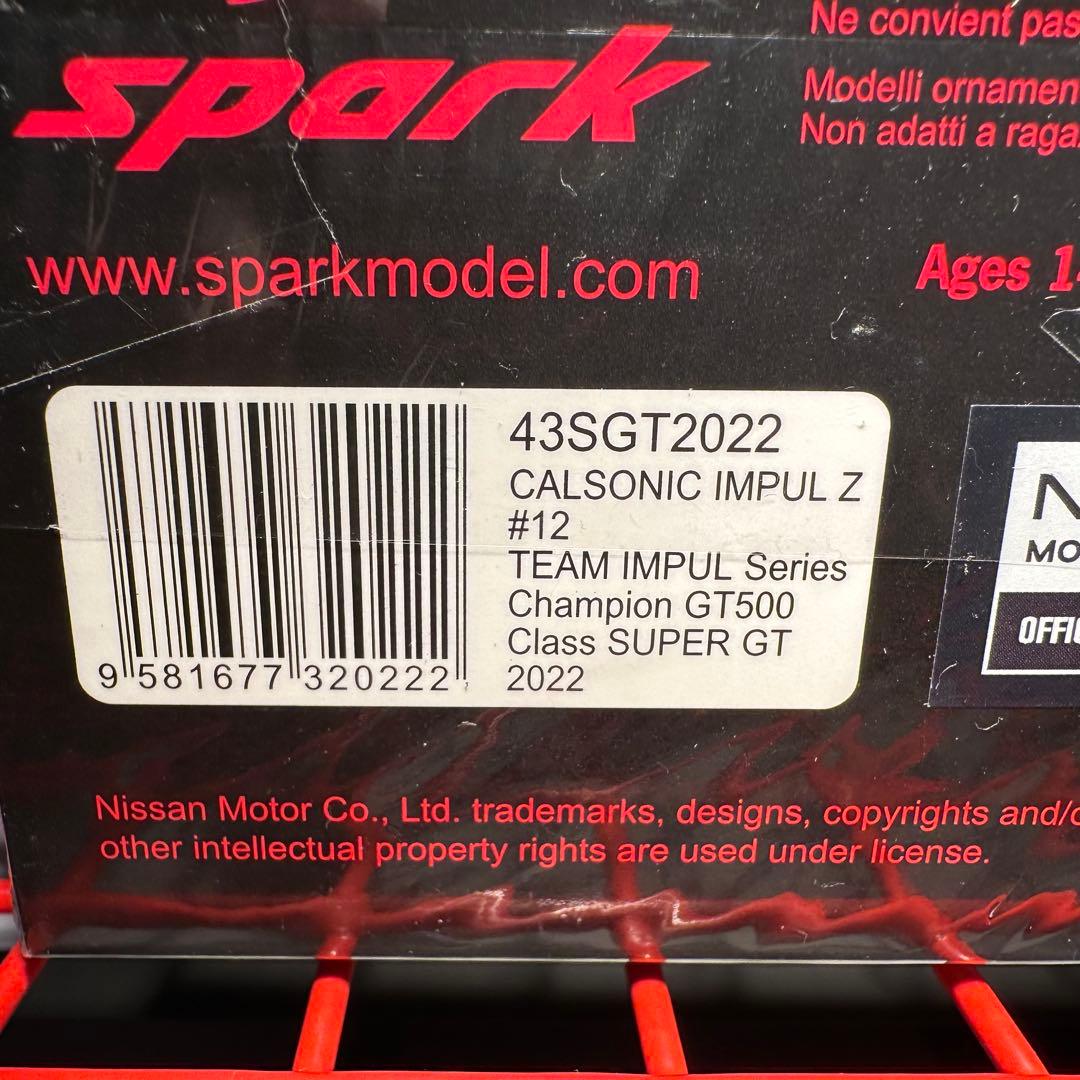 spark
Ne convient pas
Modelli ornamen
Non adatti a raga
www.sparkmodel.com
Ages 1
43SGT2022
CALSONIC IMPUL Z
#12
TEAM IMPUL Series
Champion GT500
Class SUPER GT
2022
9 581677 320222
N
MO
OFFIC
Nissan Motor Co., Ltd. trademarks, designs, copyrights and/o
other intellectual property rights are used under license.